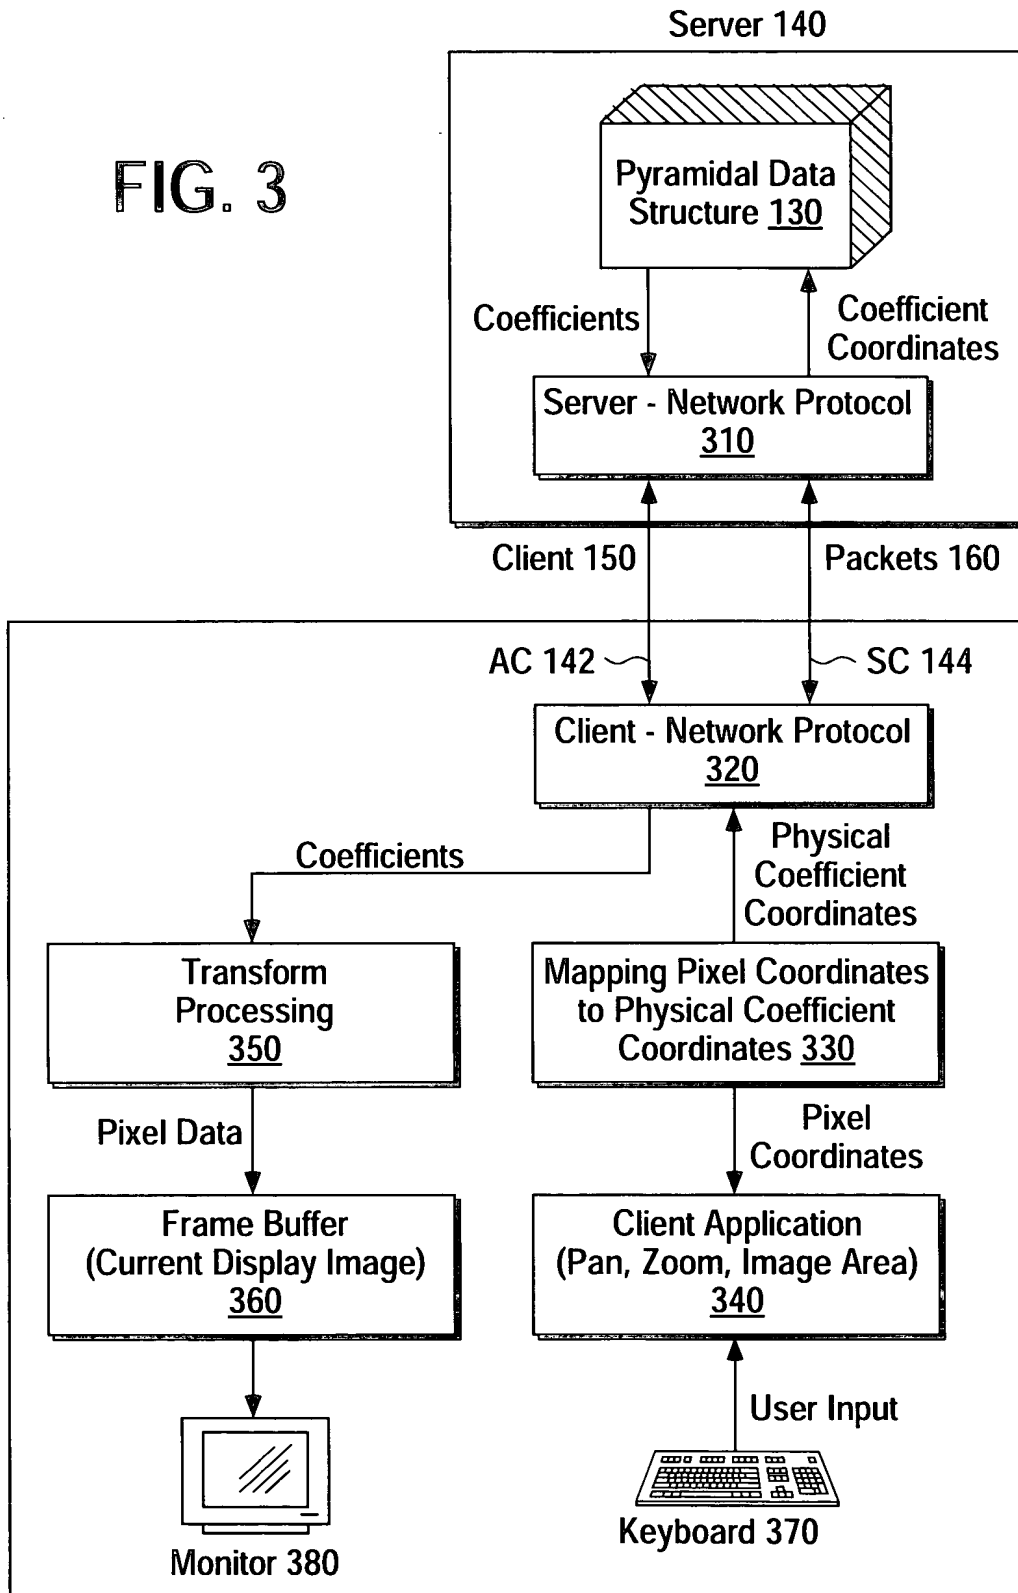 Server 140
FIG. 3
Pyramidal Data
Structure 130
Coefficients
Coefficient
Coordinates
Server - Network Protocol
310
Client 150
Packets 160
AC 142
SC 144
Client - Network Protocol
320
Coefficients
Physical
Coefficient
Coordinates
Transform
Processing
350
Mapping Pixel Coordinates
to Physical Coefficient
Coordinates 330
Pixel Data
Pixel
Coordinates
Frame Buffer
(Current Display Image)
360
Client Application
(Pan, Zoom, Image Area)
340
User Input
Monitor 380
Keyboard 370